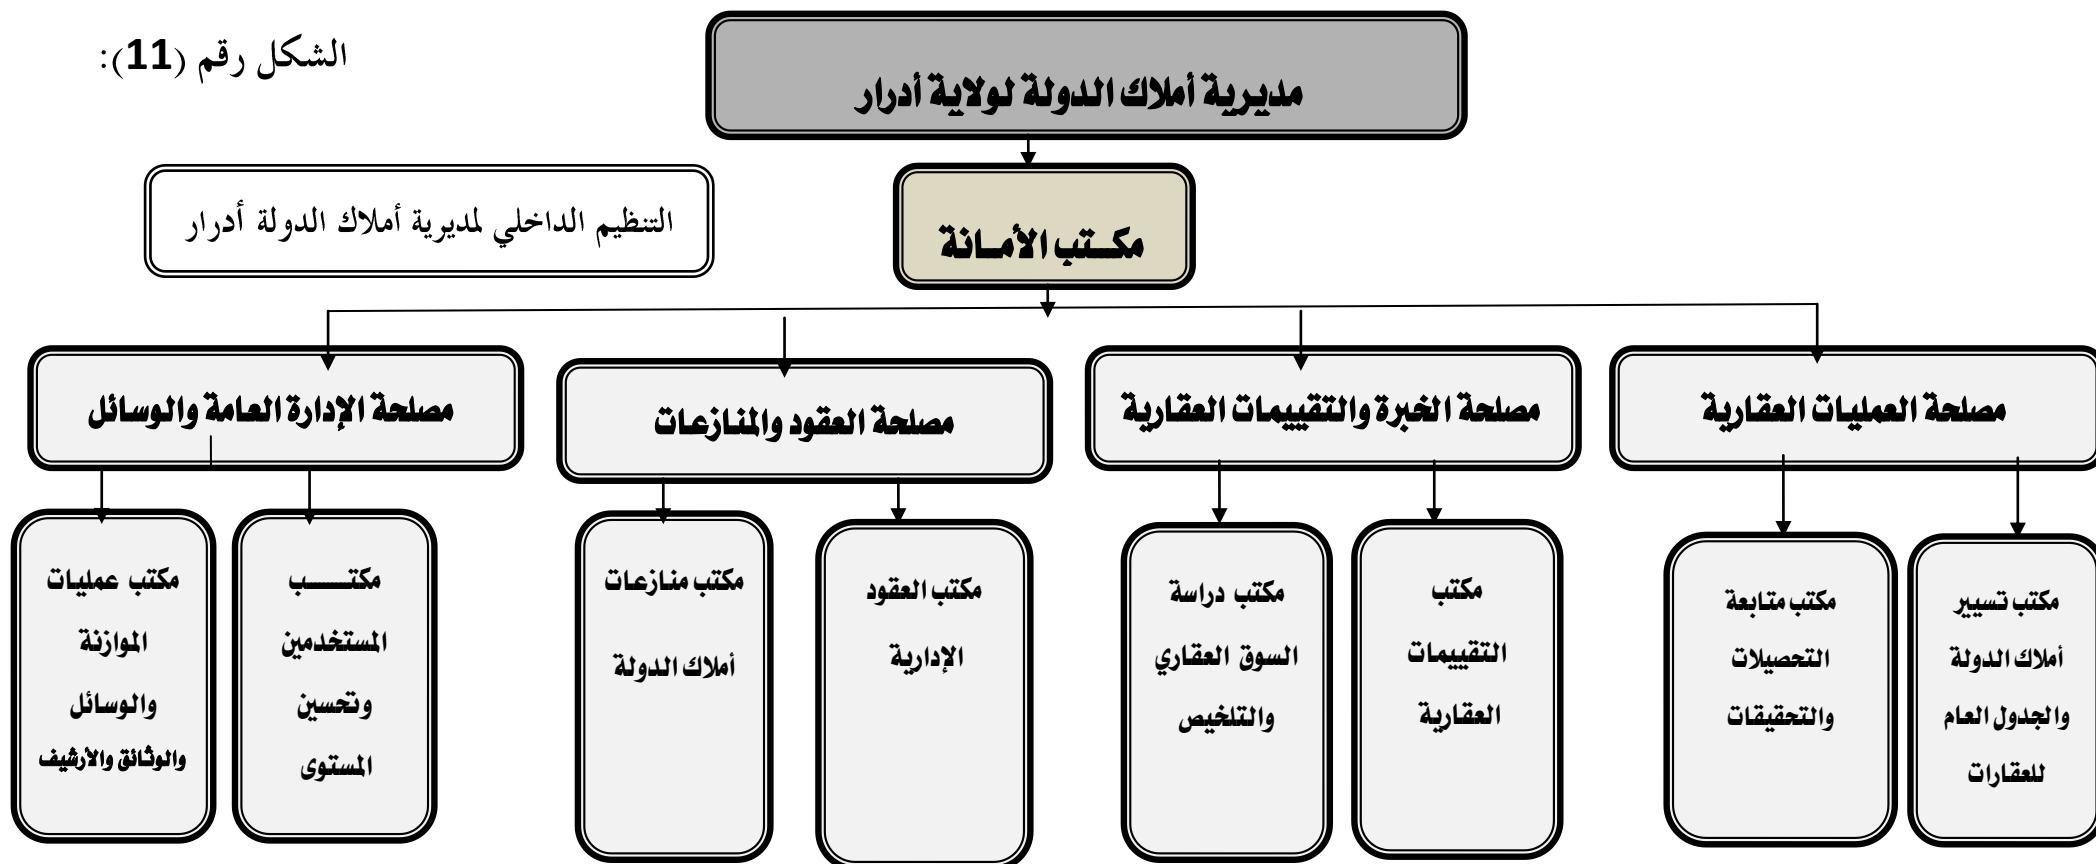 الشكل رقم (11):
مديرية أملاك الدولة لولاية أدرار
التنظيم الداخلي لمديرية أملاك الدولة أدرار
مكـــتب الأمـــانة
مصلحة العمليات العقارية
مصلحة الخبرة والتقييمات العقارية
مصلحة العقود والمنازعات
مصلحة الإدارة العامة والوسائل
مكتب تسيير
أملاك الدولة
والجدول العام
للعقارات
مكتب متابعة
التحصيلات
والتحقيقات
مكتب
التقييمات
العقارية
مكتب دراسة
السوق العقاري
والتلخيص
مكتب العقود
الإدارية
مكتب منازعات
أملاك الدولة
مكتــــــب
المستخدمين
وتحسين
المستوى
مكتب عمليات
الموازنة
والوسائل
والوثائق والأرشيف